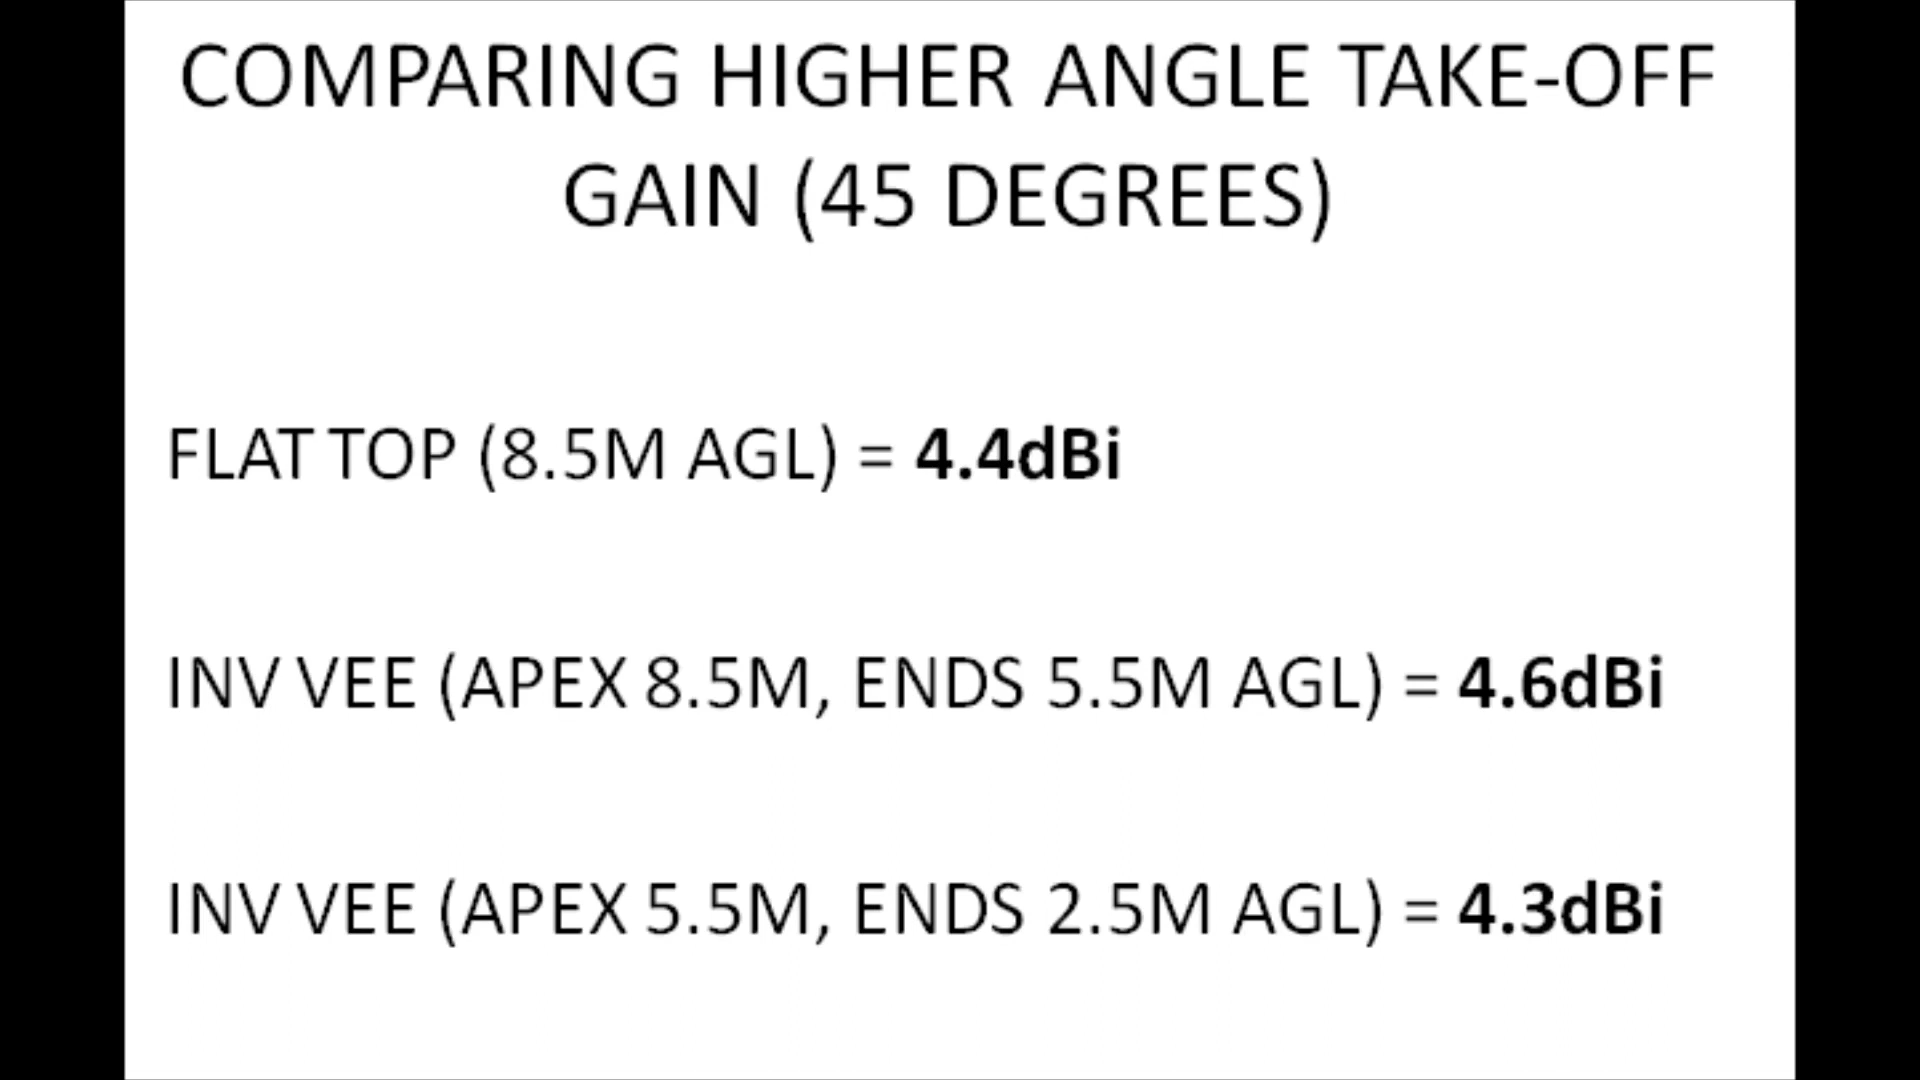 COMPARING HIGHER ANGLE TAKE-OFF
GAIN (45 DEGREES)
FLAT TOP (8.5M AGL) = 4.4dBi
INV VEE (APEX 8.5M, ENDS 5.5M AGL) = 4.6dBi
INV VEE (APEX 5.5M, ENDS 2.5M AGL) = 4.3dBi